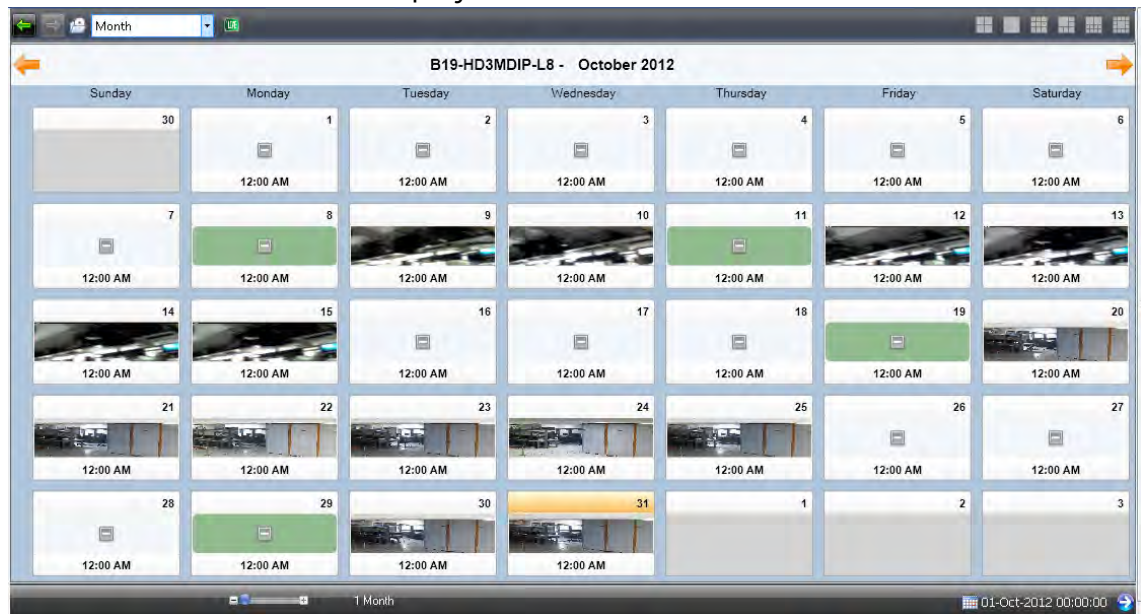 Month LIVE
B19-HD3MDIP-L8 - October 2012
Sunday Monday Tuesday Wednesday Thursday Friday Saturday
30 1 2 3 4 5 6
12:00 AM 12:00 AM 12:00 AM 12:00 AM 12:00 AM 12:00 AM
7 8 9 10 11 12 13
12:00 AM 12:00 AM 12:00 AM 12:00 AM 12:00 AM 12:00 AM 12:00 AM
14 15 16 17 18 19 20
12:00 AM 12:00 AM 12:00 AM 12:00 AM 12:00 AM 12:00 AM 12:00 AM
21 22 23 24 25 26 27
12:00 AM 12:00 AM 12:00 AM 12:00 AM 12:00 AM 12:00 AM 12:00 AM
28 29 30 31 1 2 3
12:00 AM 12:00 AM 12:00 AM 12:00 AM
1 Month 01-Oct-2012 00:00:00